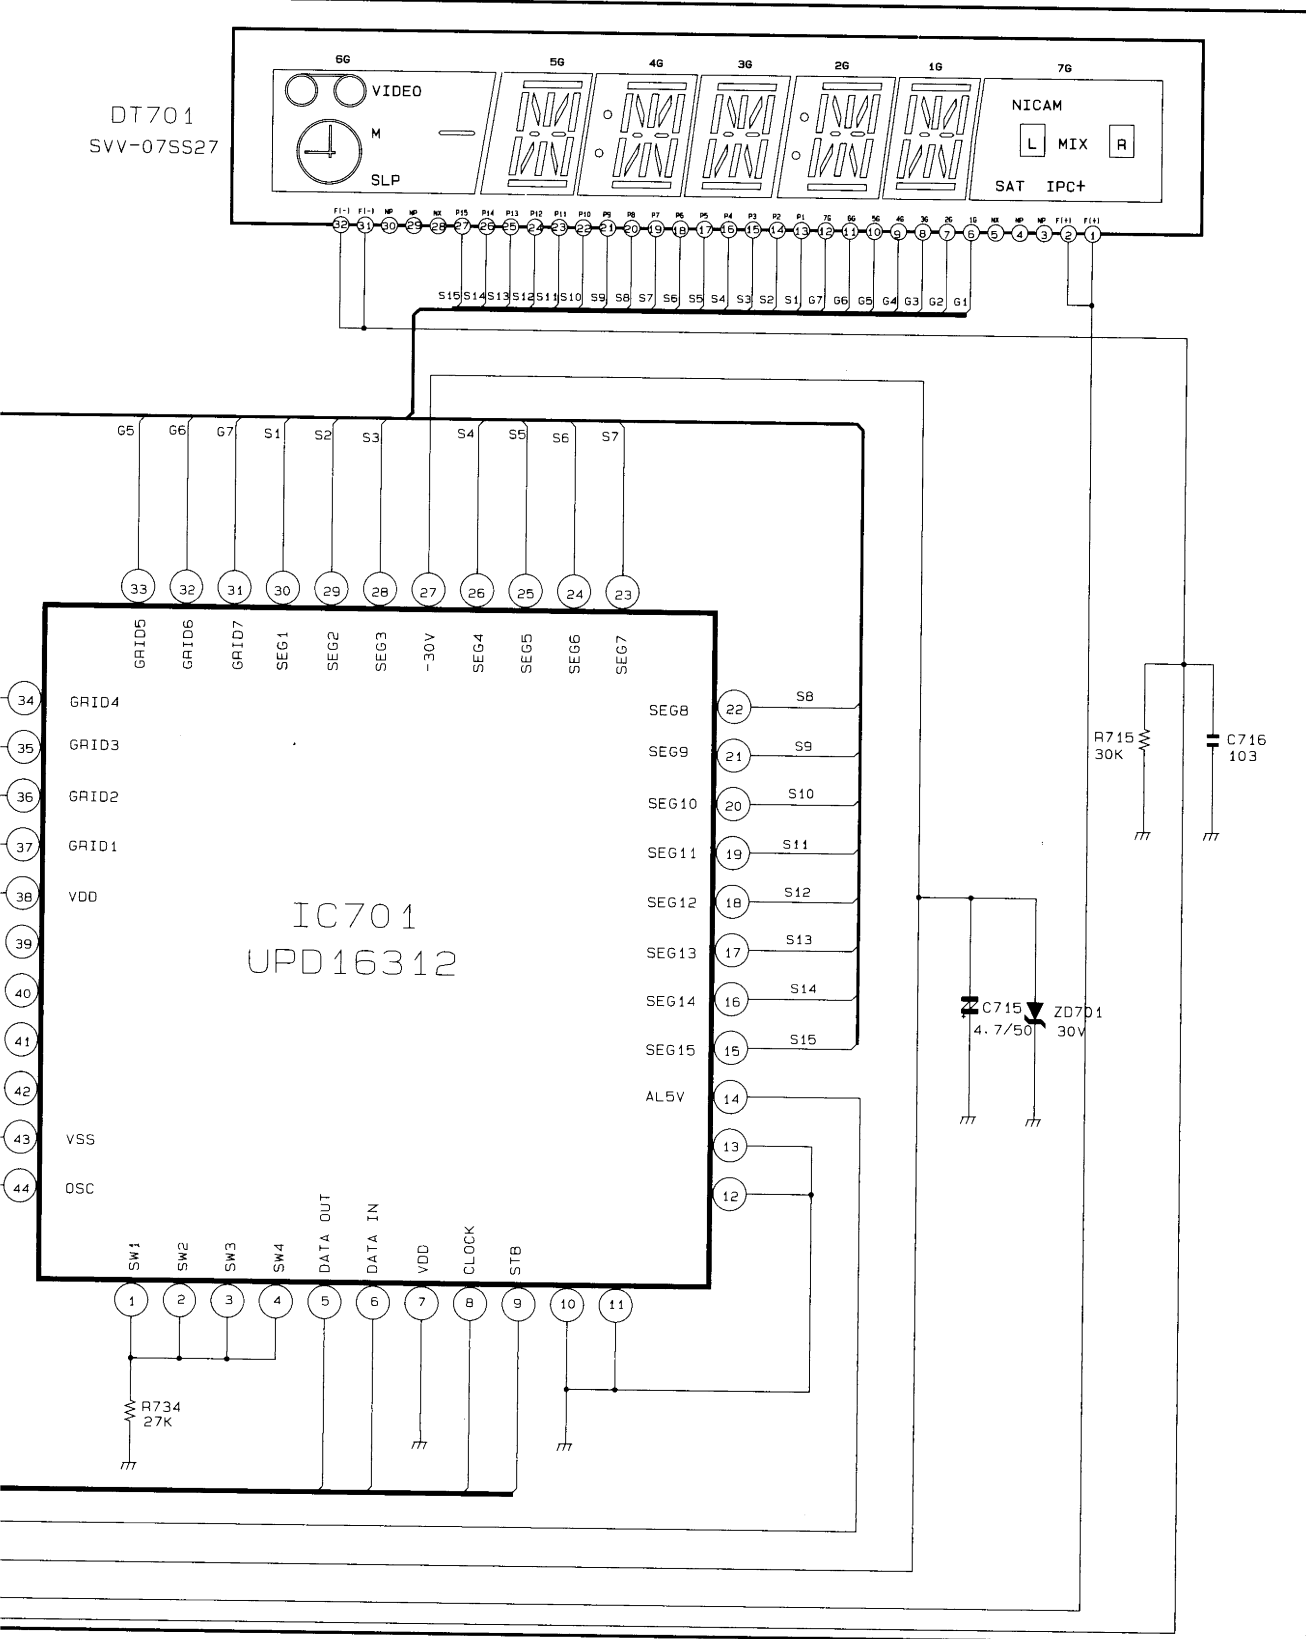 6G 5G 4G 3G 2G 1G 7G
DT701
SVV-07SS27
VIDEO
M
SLP
NICAM
L MIX R
SAT IPC+
F(-) F(-) NP NP NX P15 P14 P13 P12 P11 P10 P9 P8 P7 P6 P5 P4 P3 P2 P1 7G 6G 5G 4G 3G 2G 1G NX NP NP F(+) F(+)
32 31 30 29 28 27 26 25 24 23 22 21 20 19 18 17 16 15 14 13 12 11 10 9 8 7 6 5 4 3 2 1
S15 S14 S13 S12 S11 S10 S9 S8 S7 S6 S5 S4 S3 S2 S1 G7 G6 G5 G4 G3 G2 G1
G5 G6 G7 S1 S2 S3 S4 S5 S6 S7
33 32 31 30 29 28 27 26 25 24 23
GRID5 GRID6 GRID7 SEG1 SEG2 SEG3 -30V SEG4 SEG5 SEG6 SEG7
34 GRID4
35 GRID3
36 GRID2
37 GRID1
38 VDD
39
40
41
42
43 VSS
44 OSC
IC701
UPD16312
SEG8 22 S8
SEG9 21 S9
SEG10 20 S10
SEG11 19 S11
SEG12 18 S12
SEG13 17 S13
SEG14 16 S14
SEG15 15 S15
AL5V 14
13
12
R715
30K
C716
103
C715
4.7/50
ZD701
30V
SW1 SW2 SW3 SW4 DATA OUT DATA IN VDD CLOCK STB
1 2 3 4 5 6 7 8 9 10 11
R734
27K